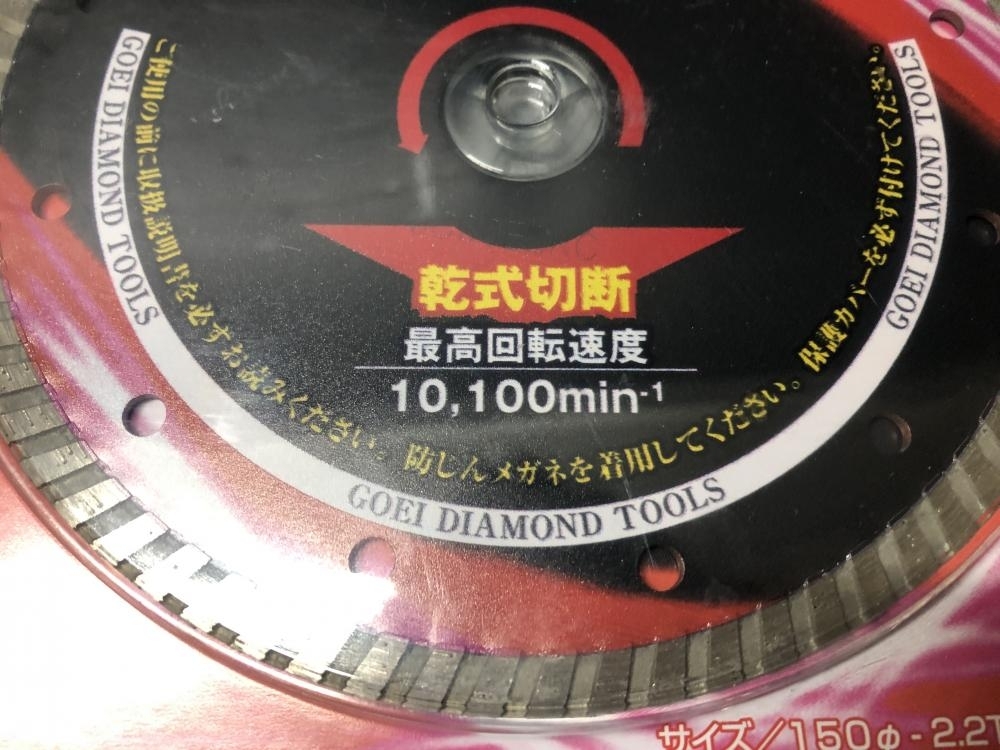 GOEI DIAMOND TOOLS
ご使用の前に取扱説明書を必ずお読みください。防じんメガネを着用してください。保護カバーを必ず付けてください。
GOEI DIAMOND TOOLS
乾式切断
最高回転速度
10,100min⁻¹
GOEI DIAMOND TOOLS
サイズ/150φ-2.2T